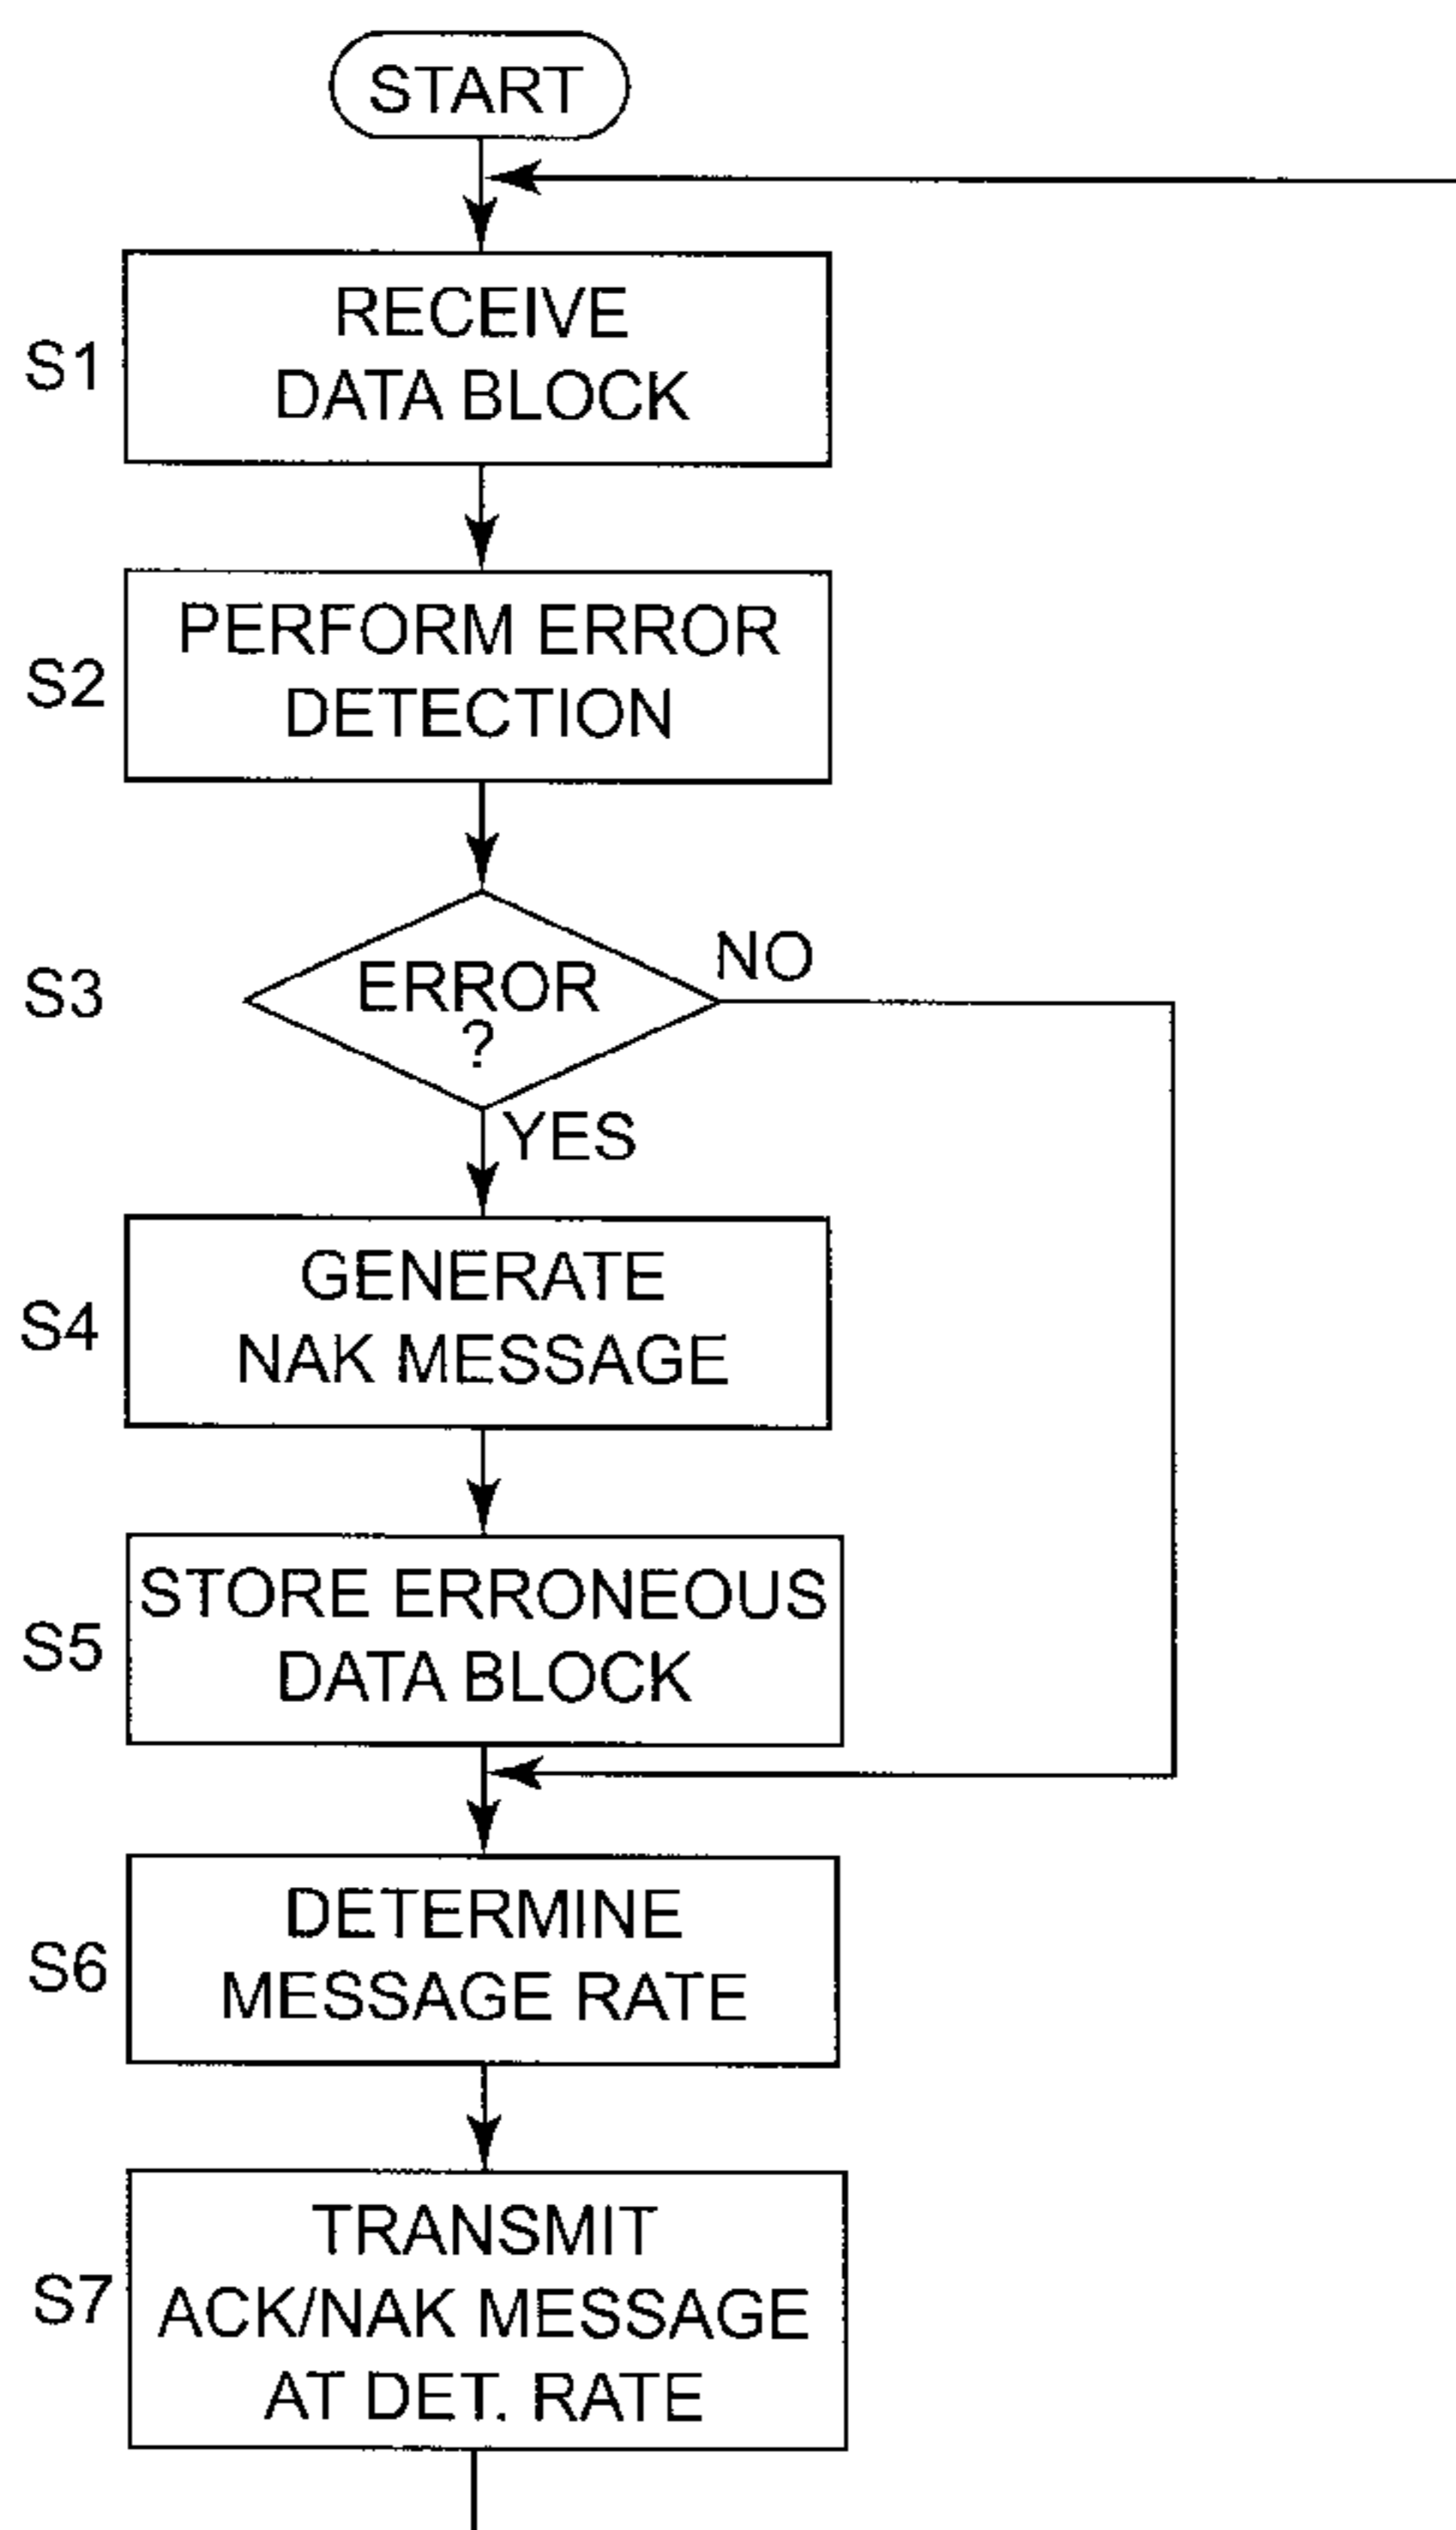 START
S1
RECEIVE
DATA BLOCK
S2
PERFORM ERROR
DETECTION
S3
ERROR
?
NO
YES
S4
GENERATE
NAK MESSAGE
S5
STORE ERRONEOUS
DATA BLOCK
S6
DETERMINE
MESSAGE RATE
S7
TRANSMIT
ACK/NAK MESSAGE
AT DET. RATE